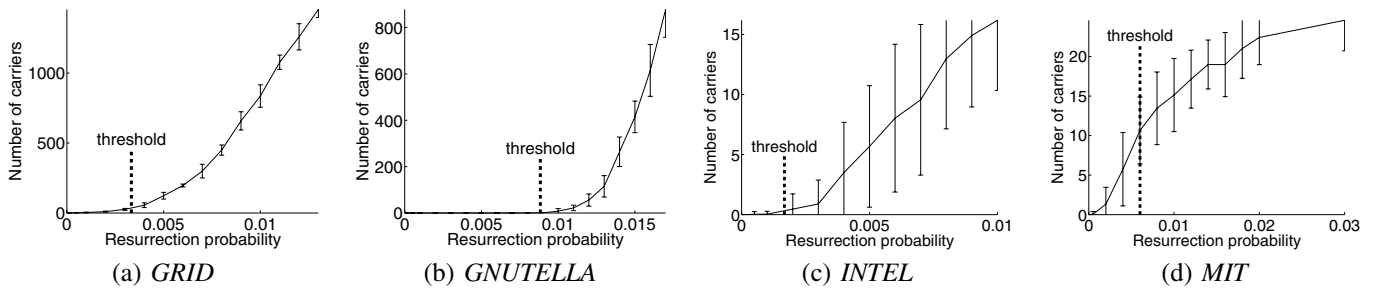 Number of carriers
1000
500
0
threshold
0
0.005
0.01
Resurrection probability
(a) GRID
Number of carriers
800
600
400
200
0
threshold
0
0.005
0.01
0.015
Resurrection probability
(b) GNUTELLA
Number of carriers
15
10
5
0
threshold
0
0.005
0.01
Resurrection probability
(c) INTEL
Number of carriers
20
15
10
5
0
threshold
0
0.01
0.02
0.03
Resurrection probability
(d) MIT